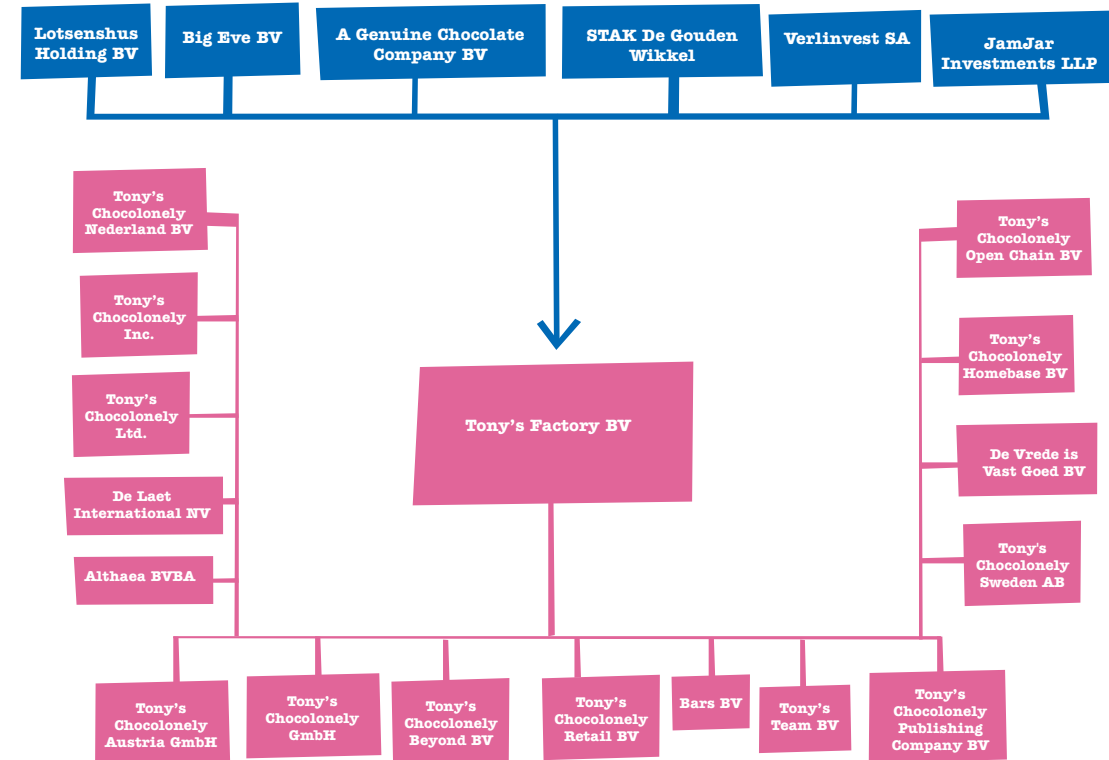 Lotsenshus
Holding BV
Big Eve BV
A Genuine Chocolate
Company BV
STAK De Gouden
Wikkel
Verlinvest SA
JamJar
Investments LLP
Tony's
Chocolonely
Nederland BV
Tony's
Chocolonely
Inc.
Tony's
Chocolonely
Ltd.
De Laet
International NV
Althaea BVBA
Tony's Factory BV
Tony's
Chocolonely
Open Chain BV
Tony's
Chocolonely
Homebase BV
De Vrede is
Vast Goed BV
Tony's
Chocolonely
Sweden AB
Tony's
Chocolonely
Austria GmbH
Tony's
Chocolonely
GmbH
Tony's
Chocolonely
Beyond BV
Tony's
Chocolonely
Retail BV
Bars BV
Tony's
Team BV
Tony's
Chocolonely
Publishing
Company BV